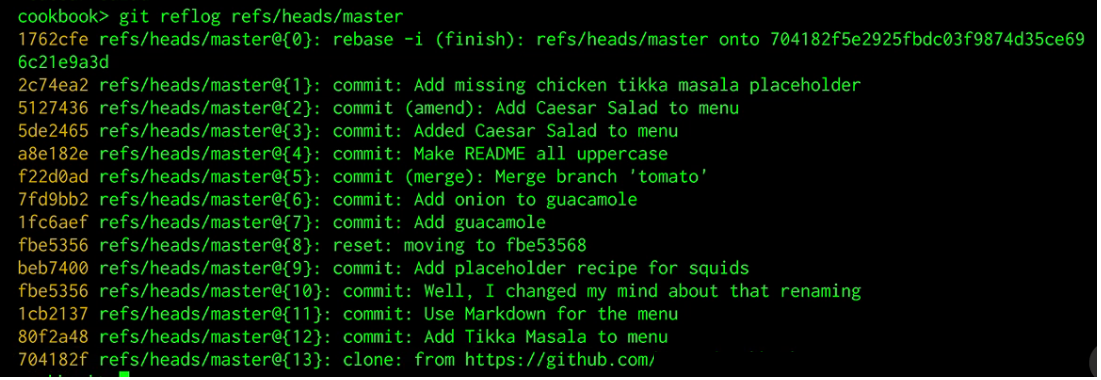 cookbook> git reflog refs/heads/master
1762cfe refs/heads/master@{0}: rebase -i (finish): refs/heads/master onto 704182f5e2925fbdc03f9874d35ce69
6c21e9a3d
2c74ea2 refs/heads/master@{1}: commit: Add missing chicken tikka masala placeholder
5127436 refs/heads/master@{2}: commit (amend): Add Caesar Salad to menu
5de2465 refs/heads/master@{3}: commit: Added Caesar Salad to menu
a8e182e refs/heads/master@{4}: commit: Make README all uppercase
f22d0ad refs/heads/master@{5}: commit (merge): Merge branch 'tomato'
7fd9bb2 refs/heads/master@{6}: commit: Add onion to guacamole
1fc6aef refs/heads/master@{7}: commit: Add guacamole
fbe5356 refs/heads/master@{8}: reset: moving to fbe53568
beb7400 refs/heads/master@{9}: commit: Add placeholder recipe for squids
fbe5356 refs/heads/master@{10}: commit: Well, I changed my mind about that renaming
1cb2137 refs/heads/master@{11}: commit: Use Markdown for the menu
80f2a48 refs/heads/master@{12}: commit: Add Tikka Masala to menu
704182f refs/heads/master@{13}: clone: from https://github.com/